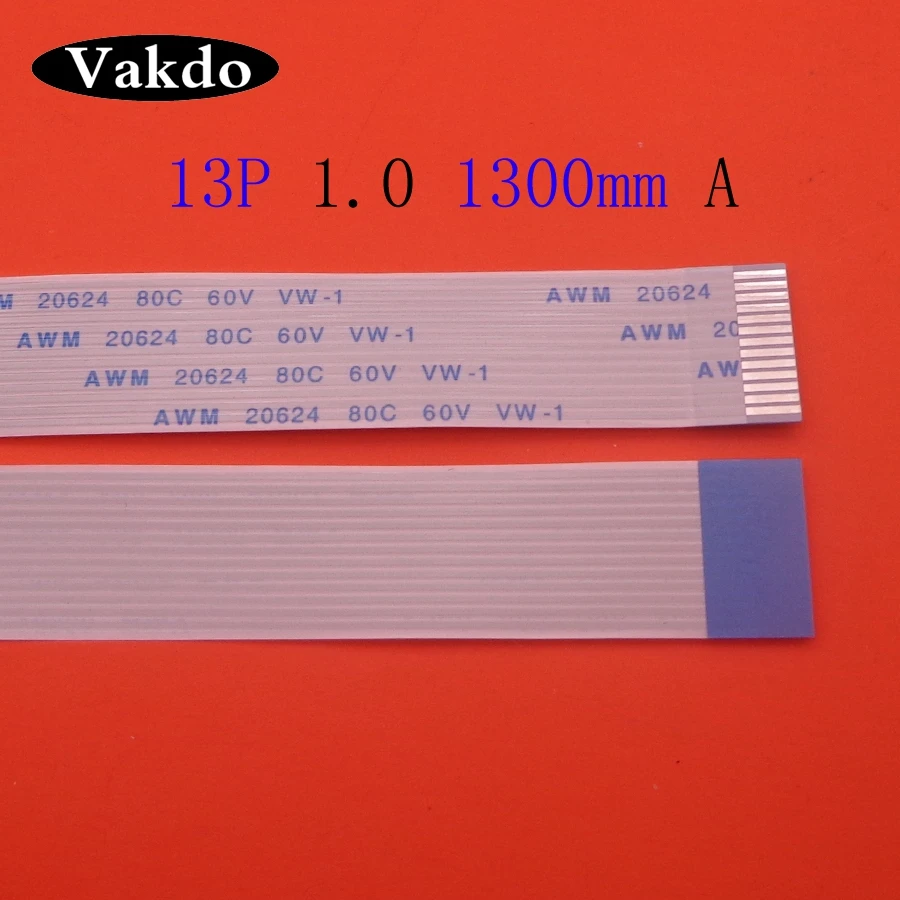 Vakdo
13P 1.0 1300mm A
AWM 20624 80C 60V VW-1 AWM 20624
AWM 20624 80C 60V VW-1 AWM
AWM 20624 80C 60V VW-1
AWM 20624 80C 60V VW-1